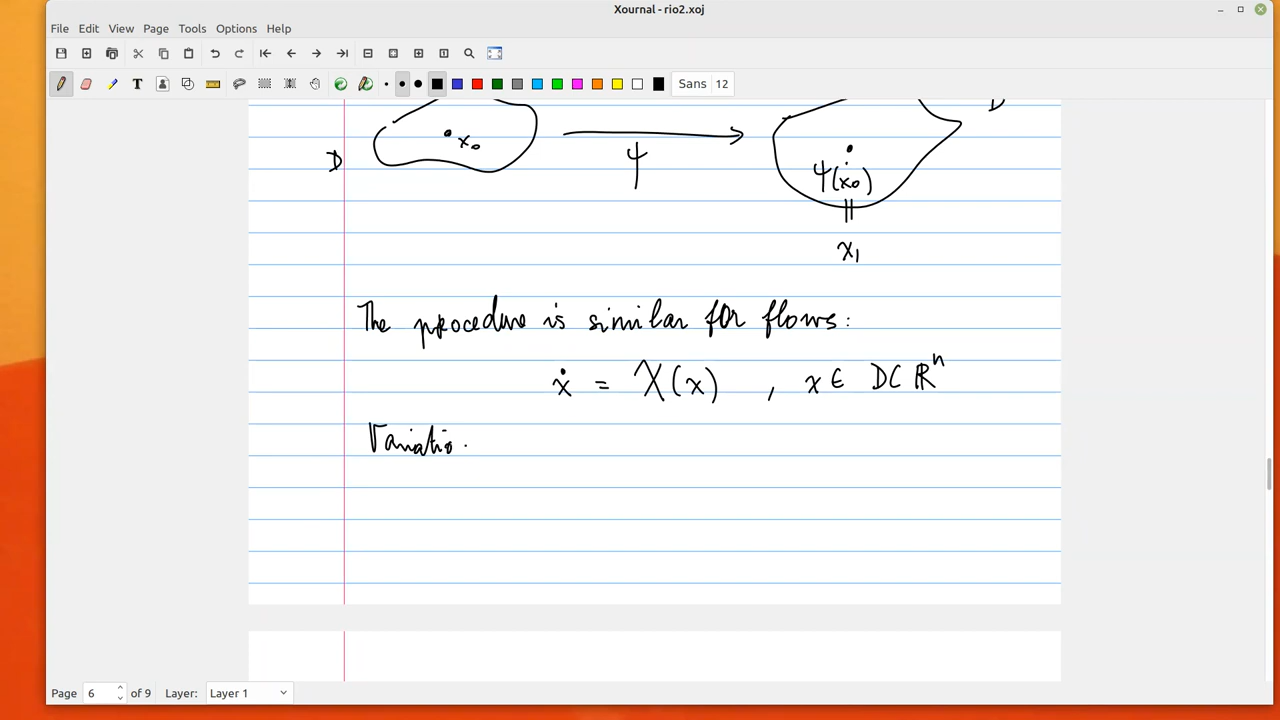 Xournal - rio2.xoj
File Edit View Page Tools Options Help
Sans 12
D
x₀
D
ψ
ψ(x₀)
||
x₁
The procedure is similar for flows:
ẋ = X(x) , x ∈ D ⊂ ℝⁿ
Variatio.
Page 6 of 9 Layer: Layer 1